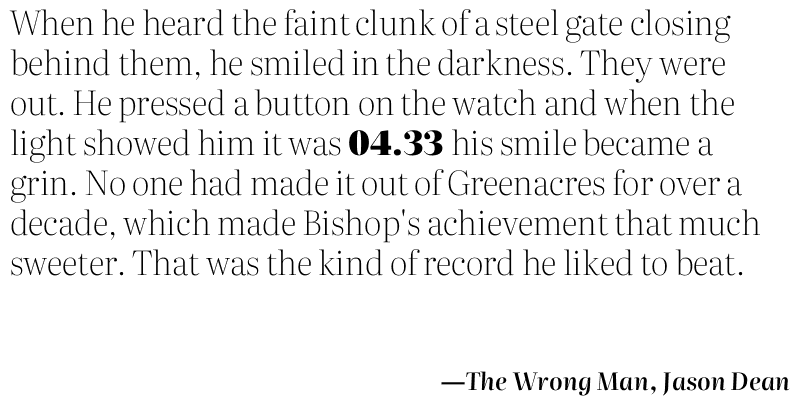 When he heard the faint clunk of a steel gate closing
behind them, he smiled in the darkness. They were
out. He pressed a button on the watch and when the
light showed him it was 04.33 his smile became a
grin. No one had made it out of Greenacres for over a
decade, which made Bishop's achievement that much
sweeter. That was the kind of record he liked to beat.
—The Wrong Man, Jason Dean